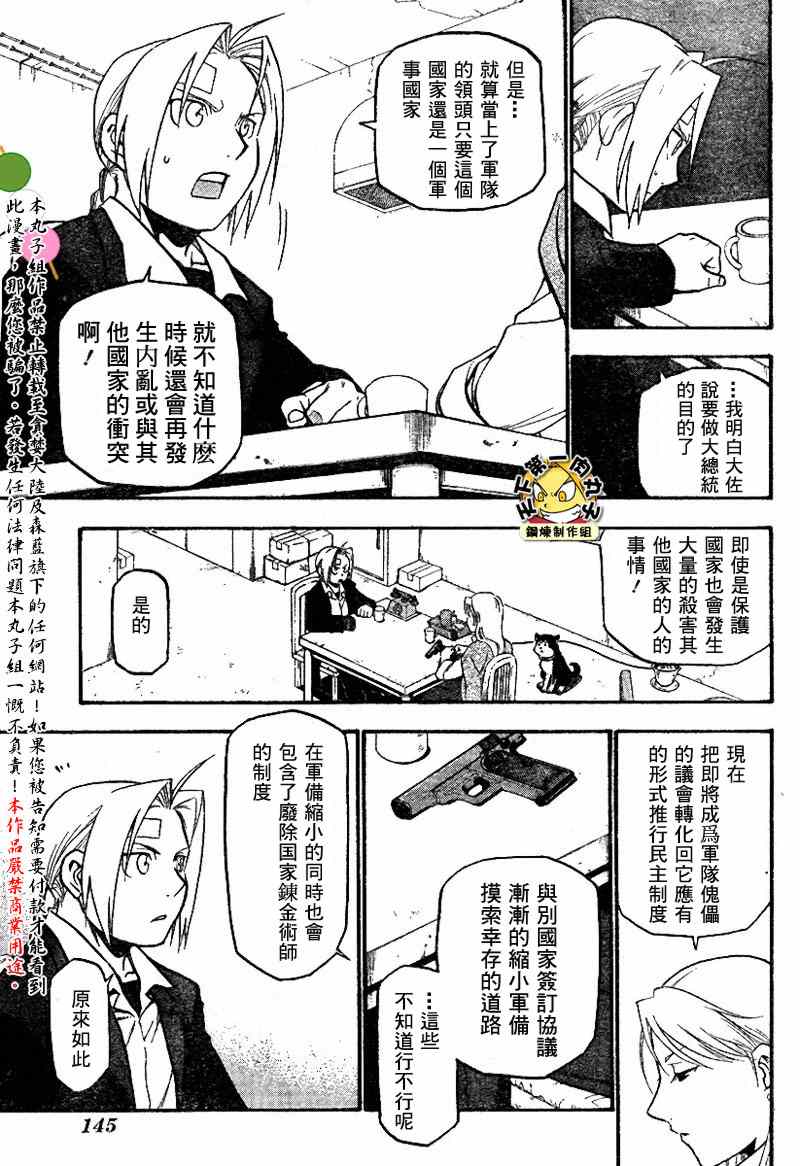 …我明白大佐
說要做大總統
的目的了
但是…
就算當上了軍隊
的領頭只要這個
國家還是一個軍
事國家
就不知道什麽
時候還會再發
生內亂或與其
他國家的衝突
啊！
即使是保護
國家也會發生
大量的殺害其
他國家的人的
事情！
是的
現在
把即將成爲軍隊傀儡
的議會轉化回它應有
的形式推行民主制度
與別國家簽訂協議
漸漸的縮小軍備
摸索幸存的道路
…這些
不知道行不行呢
在軍備縮小的同時也會
包含了廢除国家鍊金術師
的制度
原來如此
145
天下第一肉丸子
鋼煉制作組
本丸子組作品禁止轉載至貪婪大陸及森藍旗下的任何網站！如果您被告知需要付款才能看到
此漫畫，那麼您被騙了。若發生任何法律问題本丸子組一慨不負責！本作品嚴禁商業用途。